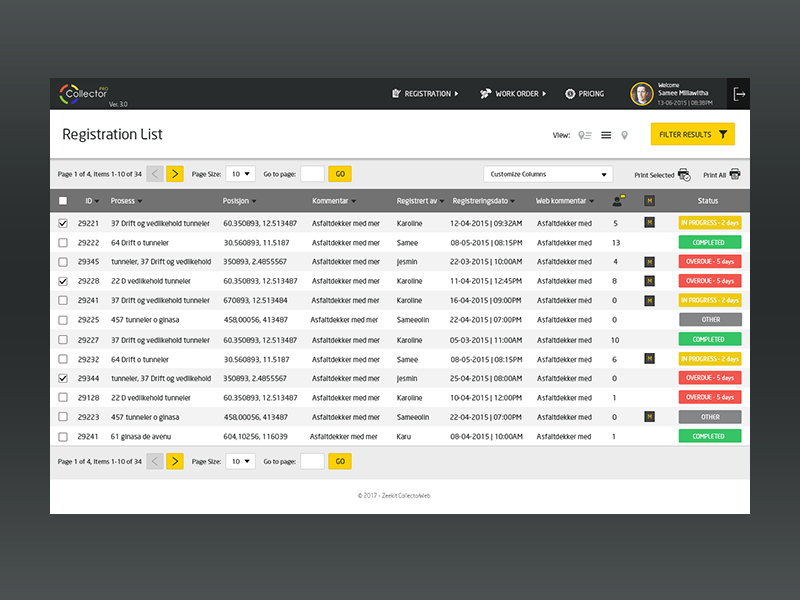 Collector PRO
Ver. 3.0
REGISTRATION
WORK ORDER
PRICING
Welcome
Samee Millawitha
13-06-2015 | 08:38PM
Registration List
View:
FILTER RESULTS
Page 1 of 4, Items 1-10 of 34
Page Size: 10
Go to page: GO
Customize Columns
Print Selected
Print All
ID Prosess Posisjon Kommentar Registrert av Registreringsdato Web kommentar M Status
29221 37 Drift og vedlikehold tunneler 60.350893, 12.513487 Asfaltdekker med mer Karoline 12-04-2015 | 09:32AM Asfaltdekker med 5 M IN PROGRESS - 2 days
29222 64 Drift o tunneler 30.560893, 11.5187 Asfaltdekker med mer Samee 08-05-2015 | 08:15PM Asfaltdekker med 13 COMPLETED
29345 tunneler, 37 Drift og vedlikehold 350893, 2.4855567 Asfaltdekker med mer Jesmin 22-03-2015 | 10:00AM Asfaltdekker med 4 M OVERDUE - 5 days
29228 22 D vedlikehold tunneler 60.350893, 12.513487 Asfaltdekker med mer Karoline 11-04-2015 | 12:45PM Asfaltdekker med 8 M OVERDUE - 5 days
29241 37 Drift og vedlikehold tunneler 670893, 12.513484 Asfaltdekker med mer Karoline 16-04-2015 | 09:00PM Asfaltdekker med 0 M IN PROGRESS - 2 days
29225 457 tunneler o ginasa 458,00056, 413487 Asfaltdekker med mer Sameeolin 22-04-2015 | 07:00PM Asfaltdekker med 0 OTHER
29227 37 Drift og vedlikehold tunneler 60.350893, 12.513487 Asfaltdekker med mer Karoline 05-03-2015 | 11:00AM Asfaltdekker med 10 COMPLETED
29232 64 Drift o tunneler 30.560893, 11.5187 Asfaltdekker med mer Samee 08-05-2015 | 08:15PM Asfaltdekker med 6 M IN PROGRESS - 2 days
29344 tunneler, 37 Drift og vedlikehold 350893, 2.4855567 Asfaltdekker med mer Jesmin 25-04-2015 | 08:00AM Asfaltdekker med 0 OVERDUE - 5 days
29128 22 D vedlikehold tunneler 60.350893, 12.513487 Asfaltdekker med mer Karoline 10-04-2015 | 12:00PM Asfaltdekker med 1 OVERDUE - 5 days
29223 457 tunneler o ginasa 458,00056, 413487 Asfaltdekker med mer Sameeolin 22-04-2015 | 07:00PM Asfaltdekker med 0 M OTHER
29241 61 ginasa de avenu 604,10256, 116039 Asfaltdekker med mer Karu 08-04-2015 | 10:00AM Asfaltdekker med 1 COMPLETED
Page 1 of 4, Items 1-10 of 34
Page Size: 10
Go to page: GO
© 2017 - Zeekit CollectoWeb